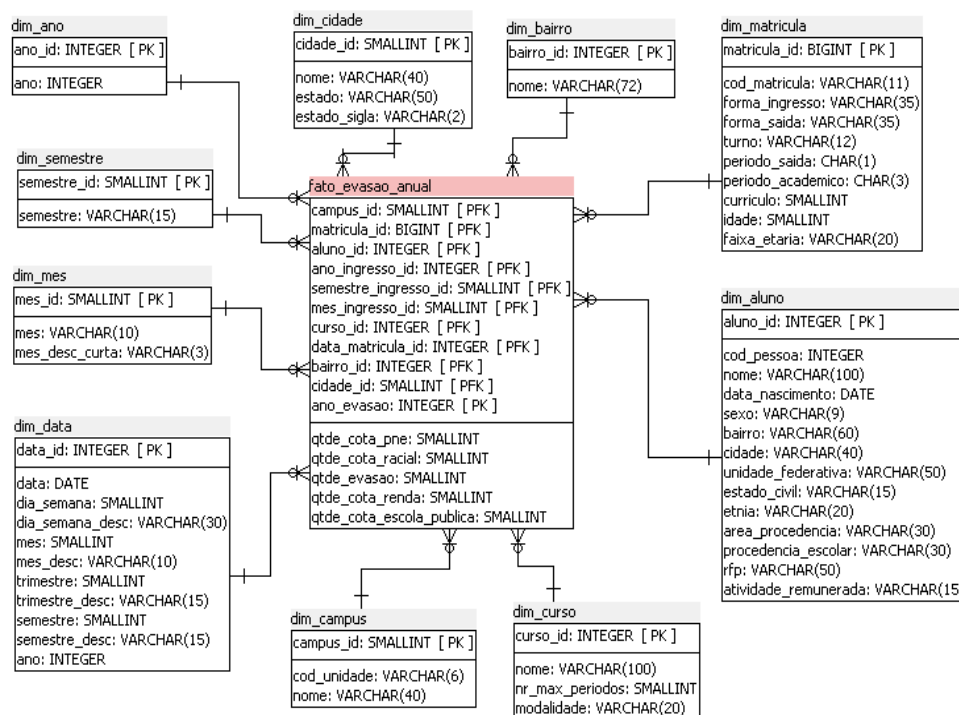 dim_ano
ano_id: INTEGER [ PK ]
ano: INTEGER
dim_cidade
cidade_id: SMALLINT [ PK ]
nome: VARCHAR(40)
estado: VARCHAR(50)
estado_sigla: VARCHAR(2)
dim_bairro
bairro_id: INTEGER [ PK ]
nome: VARCHAR(72)
dim_matricula
matricula_id: BIGINT [ PK ]
cod_matricula: VARCHAR(11)
forma_ingresso: VARCHAR(35)
forma_saida: VARCHAR(35)
turno: VARCHAR(12)
periodo_saida: CHAR(1)
periodo_academico: CHAR(3)
curriculo: SMALLINT
idade: SMALLINT
faixa_etaria: VARCHAR(20)
dim_semestre
semestre_id: SMALLINT [ PK ]
semestre: VARCHAR(15)
fato_evasao_anual
campus_id: SMALLINT [ PFK ]
matricula_id: BIGINT [ PFK ]
aluno_id: INTEGER [ PFK ]
ano_ingresso_id: INTEGER [ PFK ]
semestre_ingresso_id: SMALLINT [ PFK ]
mes_ingresso_id: SMALLINT [ PFK ]
curso_id: INTEGER [ PFK ]
data_matricula_id: INTEGER [ PFK ]
bairro_id: INTEGER [ PFK ]
cidade_id: SMALLINT [ PFK ]
ano_evasao: INTEGER [ PK ]
qtde_cota_pne: SMALLINT
qtde_cota_racial: SMALLINT
qtde_evasao: SMALLINT
qtde_cota_renda: SMALLINT
qtde_cota_escola_publica: SMALLINT
dim_mes
mes_id: SMALLINT [ PK ]
mes: VARCHAR(10)
mes_desc_curta: VARCHAR(3)
dim_aluno
aluno_id: INTEGER [ PK ]
cod_pessoa: INTEGER
nome: VARCHAR(100)
data_nascimento: DATE
sexo: VARCHAR(9)
bairro: VARCHAR(60)
cidade: VARCHAR(40)
unidade_federativa: VARCHAR(50)
estado_civil: VARCHAR(15)
etnia: VARCHAR(20)
area_procedencia: VARCHAR(30)
procedencia_escolar: VARCHAR(30)
rfp: VARCHAR(50)
atividade_remunerada: VARCHAR(15
dim_data
data_id: INTEGER [ PK ]
data: DATE
dia_semana: SMALLINT
dia_semana_desc: VARCHAR(30)
mes: SMALLINT
mes_desc: VARCHAR(10)
trimestre: SMALLINT
trimestre_desc: VARCHAR(15)
semestre: SMALLINT
semestre_desc: VARCHAR(15)
ano: INTEGER
dim_campus
campus_id: SMALLINT [ PK ]
cod_unidade: VARCHAR(6)
nome: VARCHAR(40)
dim_curso
curso_id: INTEGER [ PK ]
nome: VARCHAR(100)
nr_max_periodos: SMALLINT
modalidade: VARCHAR(20)